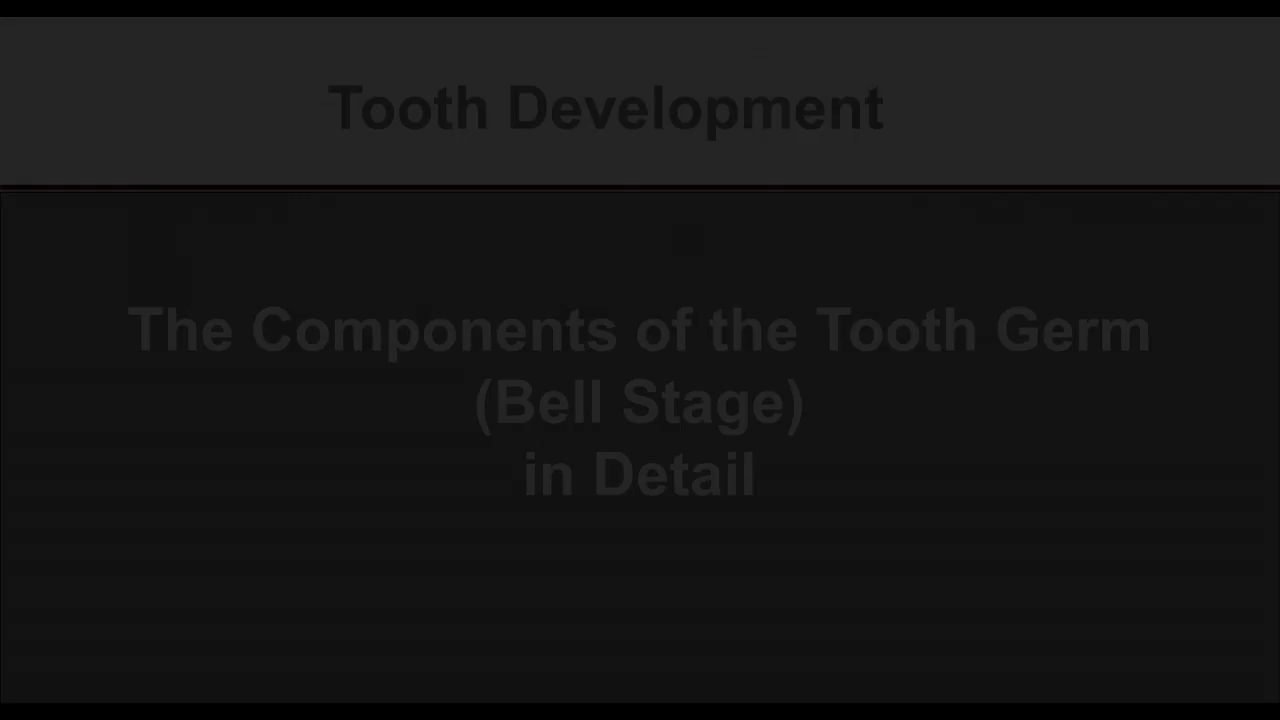 Tooth Development
The Components of the Tooth Germ
(Bell Stage)
in Detail